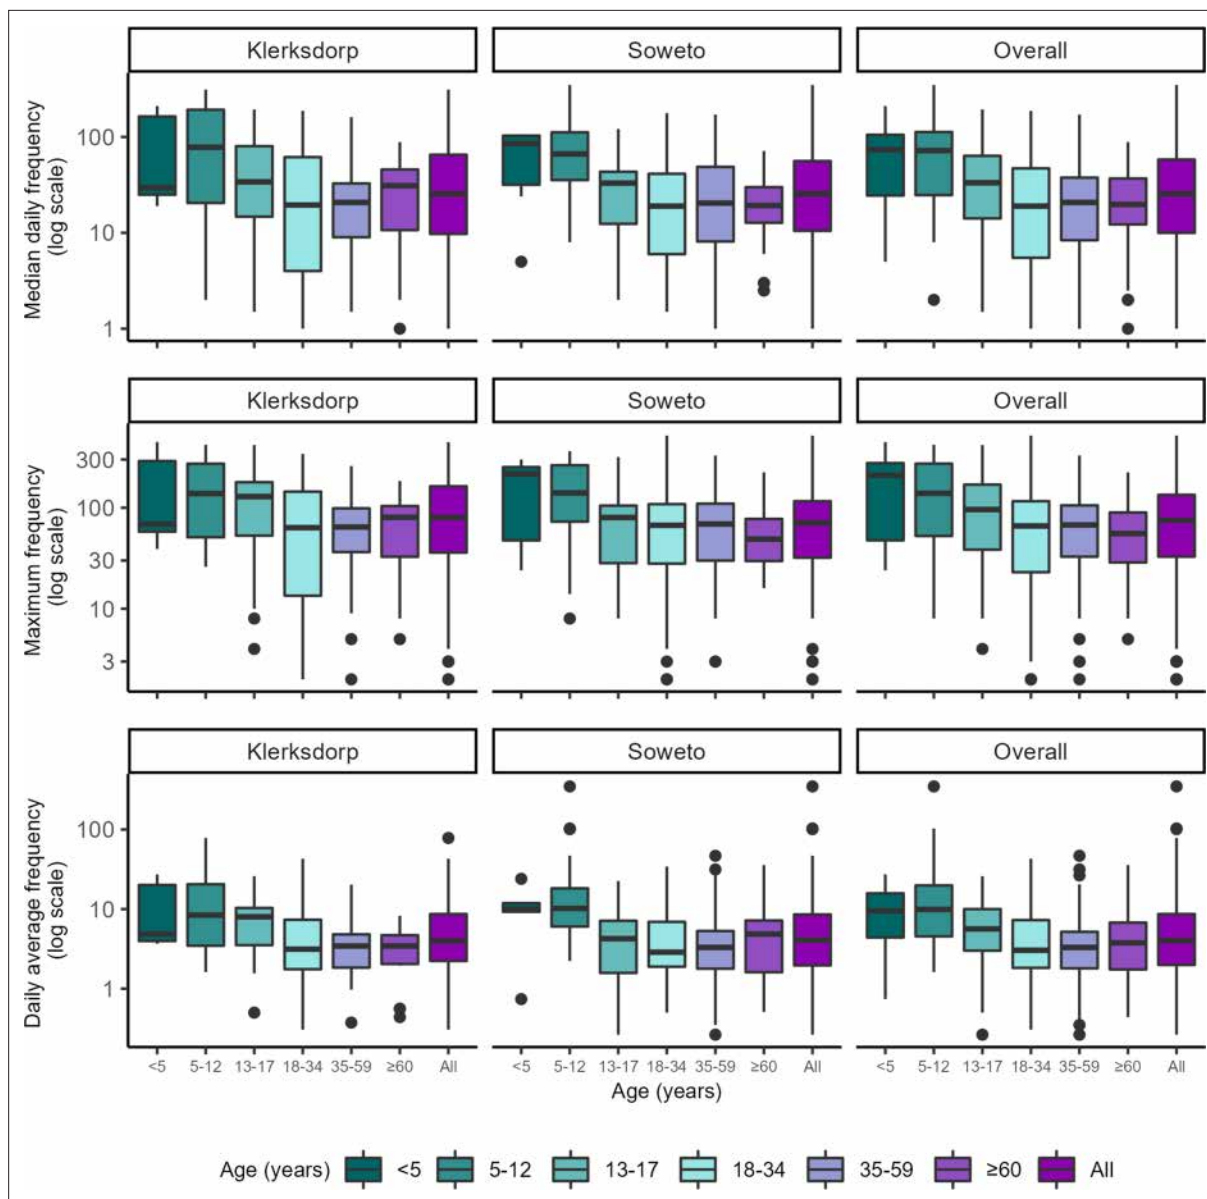 Klerksdorp Soweto Overall
Median daily frequency
(log scale)
100
10
1
Klerksdorp Soweto Overall
Maximum frequency
(log scale)
300
100
30
10
3
Klerksdorp Soweto Overall
Daily average frequency
(log scale)
100
10
1
<5 5-12 13-17 18-34 35-59 ≥60 All <5 5-12 13-17 18-34 35-59 ≥60 All <5 5-12 13-17 18-34 35-59 ≥60 All
Age (years)
Age (years) <5 5-12 13-17 18-34 35-59 ≥60 All